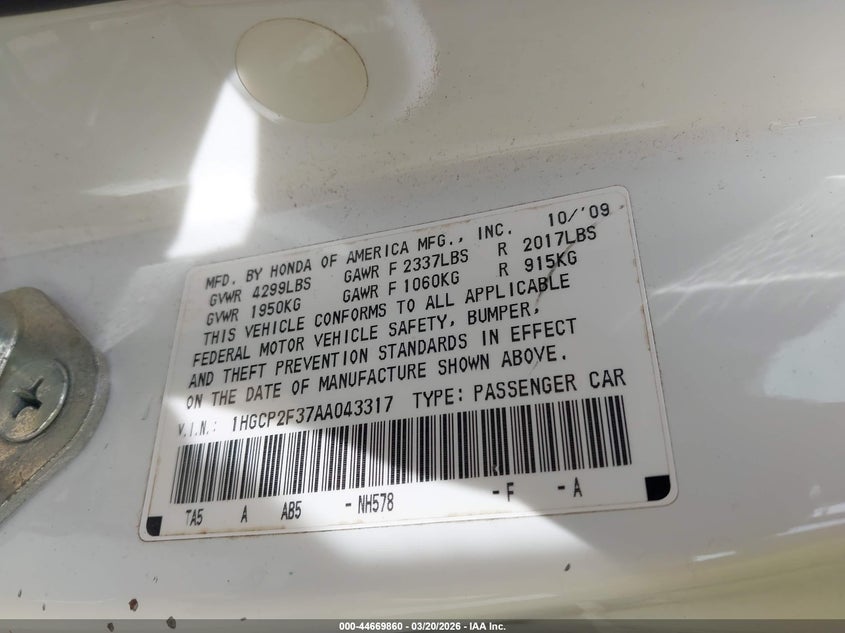 MFD. BY HONDA OF AMERICA MFG., INC. 10/'09
GVWR 4299LBS GAWR F 2337LBS R 2017LBS
GVWR 1950KG GAWR F 1060KG R 915KG
THIS VEHICLE CONFORMS TO ALL APPLICABLE
FEDERAL MOTOR VEHICLE SAFETY, BUMPER,
AND THEFT PREVENTION STANDARDS IN EFFECT
ON THE DATE OF MANUFACTURE SHOWN ABOVE.
V.I.N.: 1HGCP2F37AA043317 TYPE: PASSENGER CAR
TA5 A AB5 -NH578 -F -A
000-44669860 - 03/20/2026 - IAA Inc.